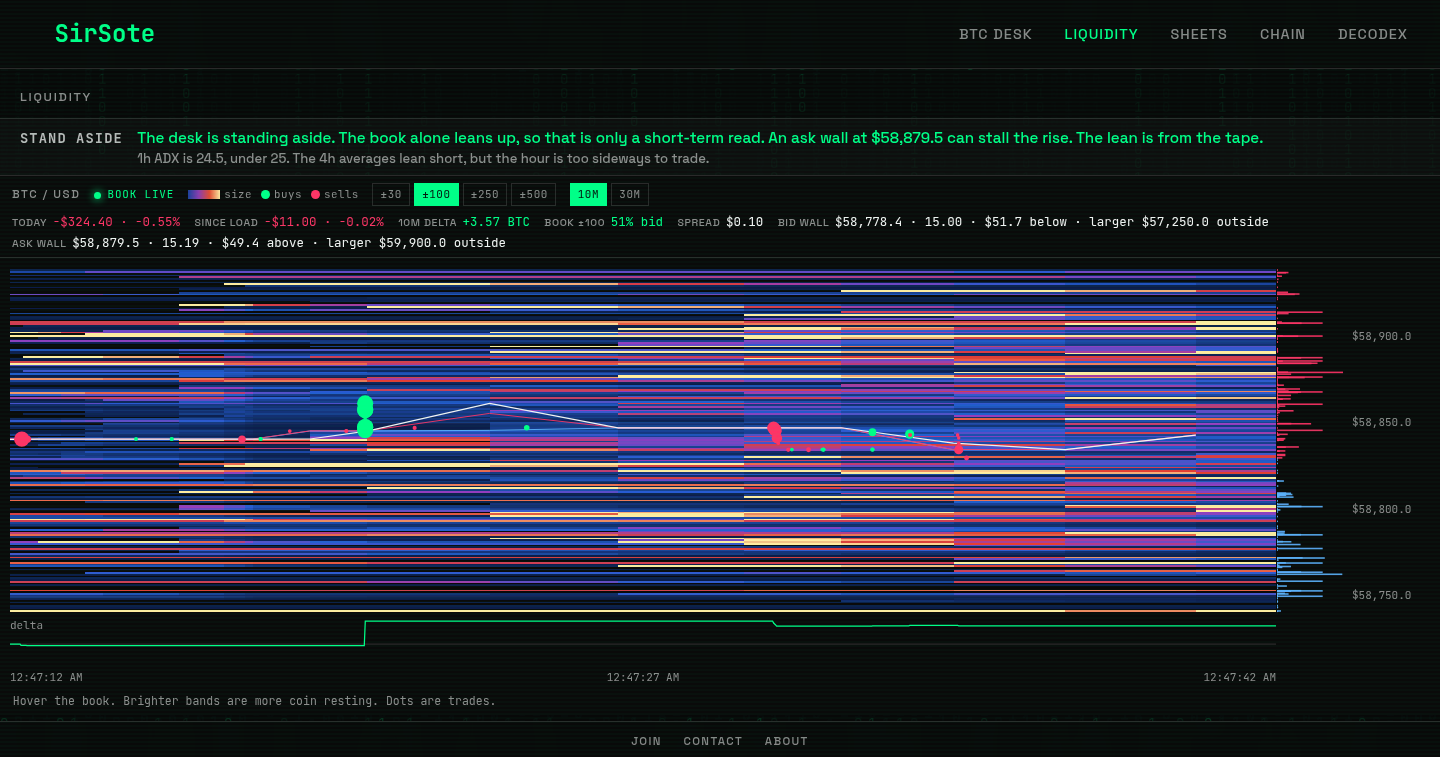 SirSote
BTC DESK LIQUIDITY SHEETS CHAIN DECODEX
LIQUIDITY
STAND ASIDE The desk is standing aside. The book alone leans up, so that is only a short-term read. An ask wall at $58,879.5 can stall the rise. The lean is from the tape.
1h ADX is 24.5, under 25. The 4h averages lean short, but the hour is too sideways to trade.
BTC / USD BOOK LIVE size buys sells ±30 ±100 ±250 ±500 10M 30M
TODAY -$324.40 · -0.55% SINCE LOAD -$11.00 · -0.02% 10M DELTA +3.57 BTC BOOK ±100 51% bid SPREAD $0.10 BID WALL $58,778.4 · 15.00 · $51.7 below · larger $57,250.0 outside
ASK WALL $58,879.5 · 15.19 · $49.4 above · larger $59,900.0 outside
$58,900.0
$58,850.0
$58,800.0
$58,750.0
delta
12:47:12 AM 12:47:27 AM 12:47:42 AM
Hover the book. Brighter bands are more coin resting. Dots are trades.
JOIN CONTACT ABOUT